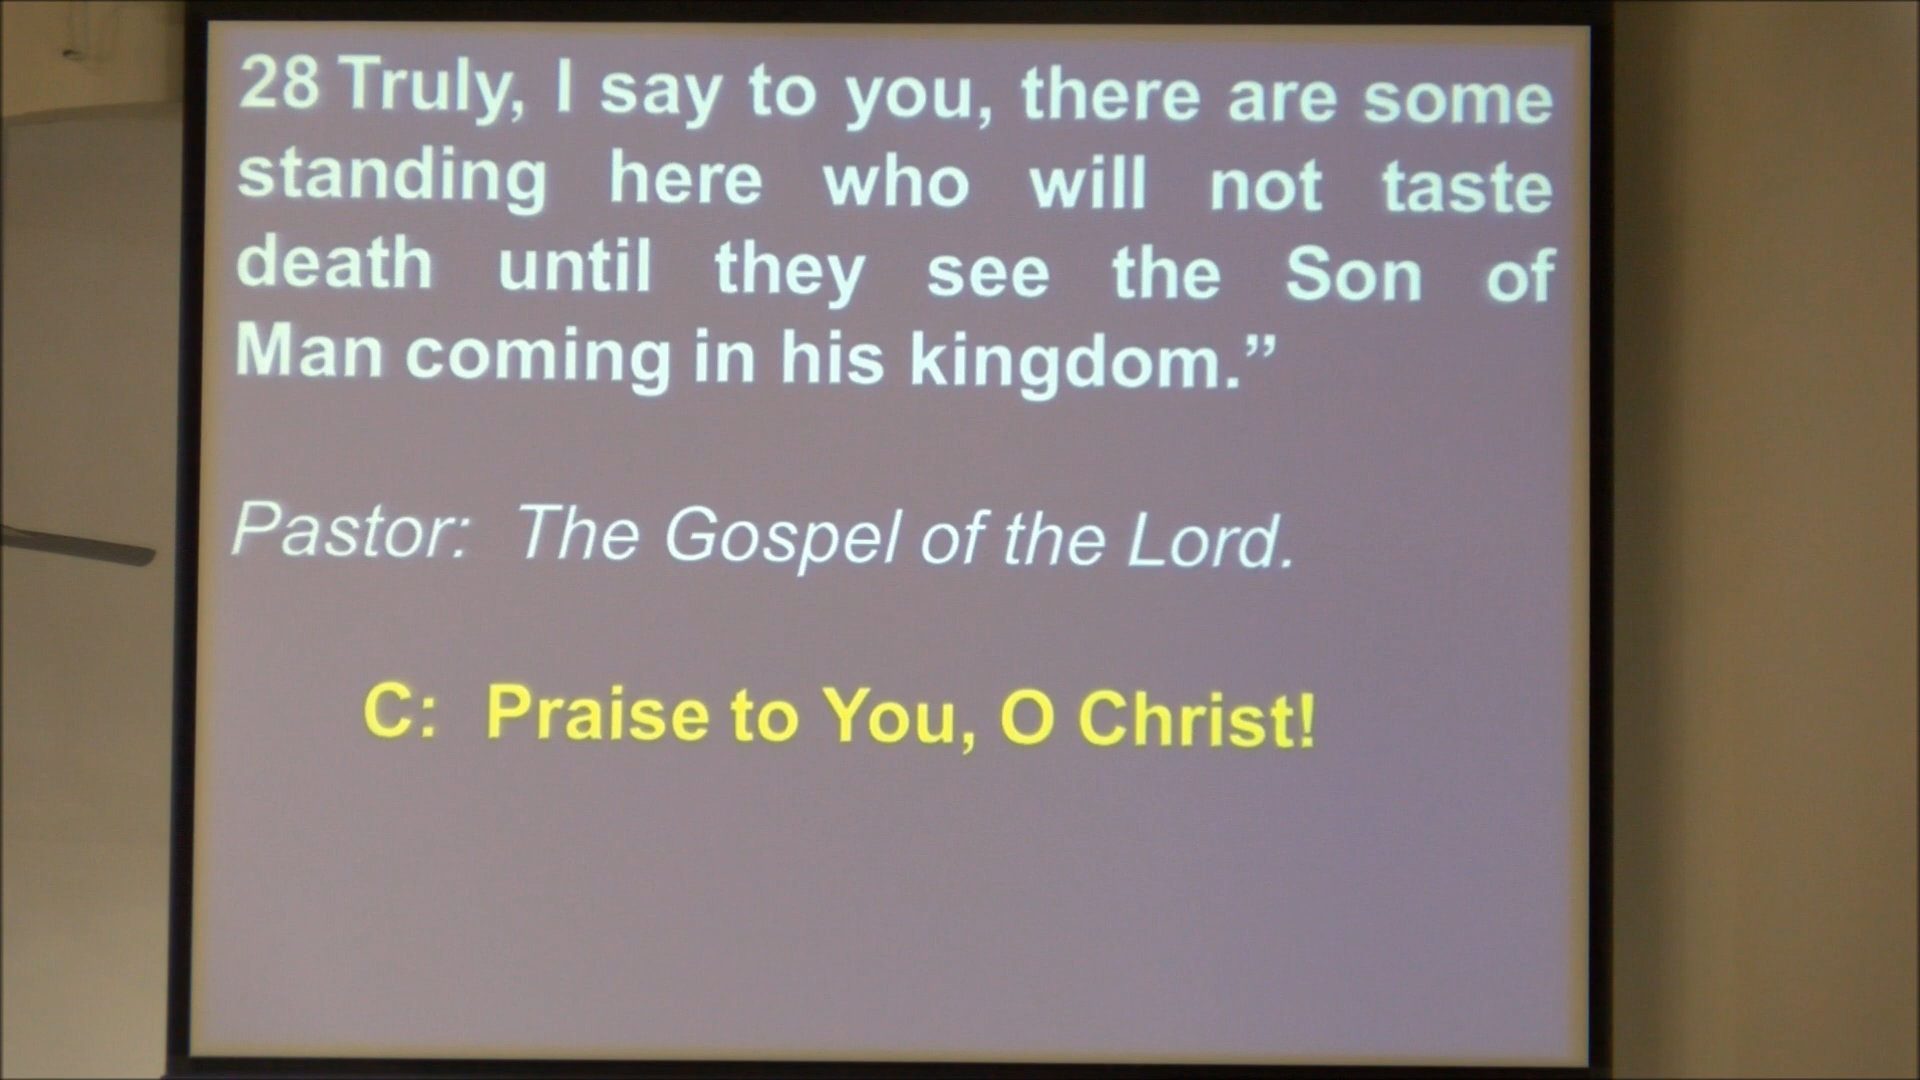 28 Truly, I say to you, there are some
standing here who will not taste
death until they see the Son of
Man coming in his kingdom.”
Pastor: The Gospel of the Lord.
C: Praise to You, O Christ!